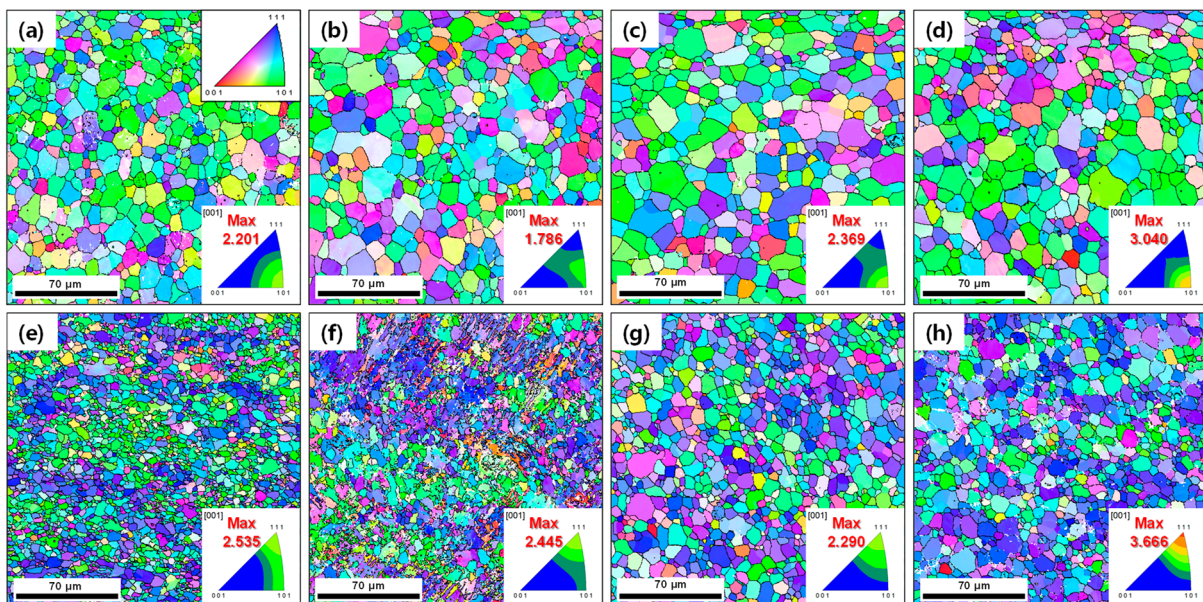 (a)
1 1 1
0 0 1
1 0 1
[001]
Max
2.201
1 1 1
0 0 1
1 0 1
70 μm
(b)
[001]
Max
1.786
1 1 1
0 0 1
1 0 1
70 μm
(c)
[001]
Max
2.369
1 1 1
0 0 1
1 0 1
70 μm
(d)
[001]
Max
3.040
1 1 1
0 0 1
1 0 1
70 μm
(e)
[001]
Max
2.535
1 1 1
0 0 1
1 0 1
70 μm
(f)
[001]
Max
2.445
1 1 1
0 0 1
1 0 1
70 μm
(g)
[001]
Max
2.290
1 1 1
0 0 1
1 0 1
70 μm
(h)
[001]
Max
3.666
1 1 1
0 0 1
1 0 1
70 μm